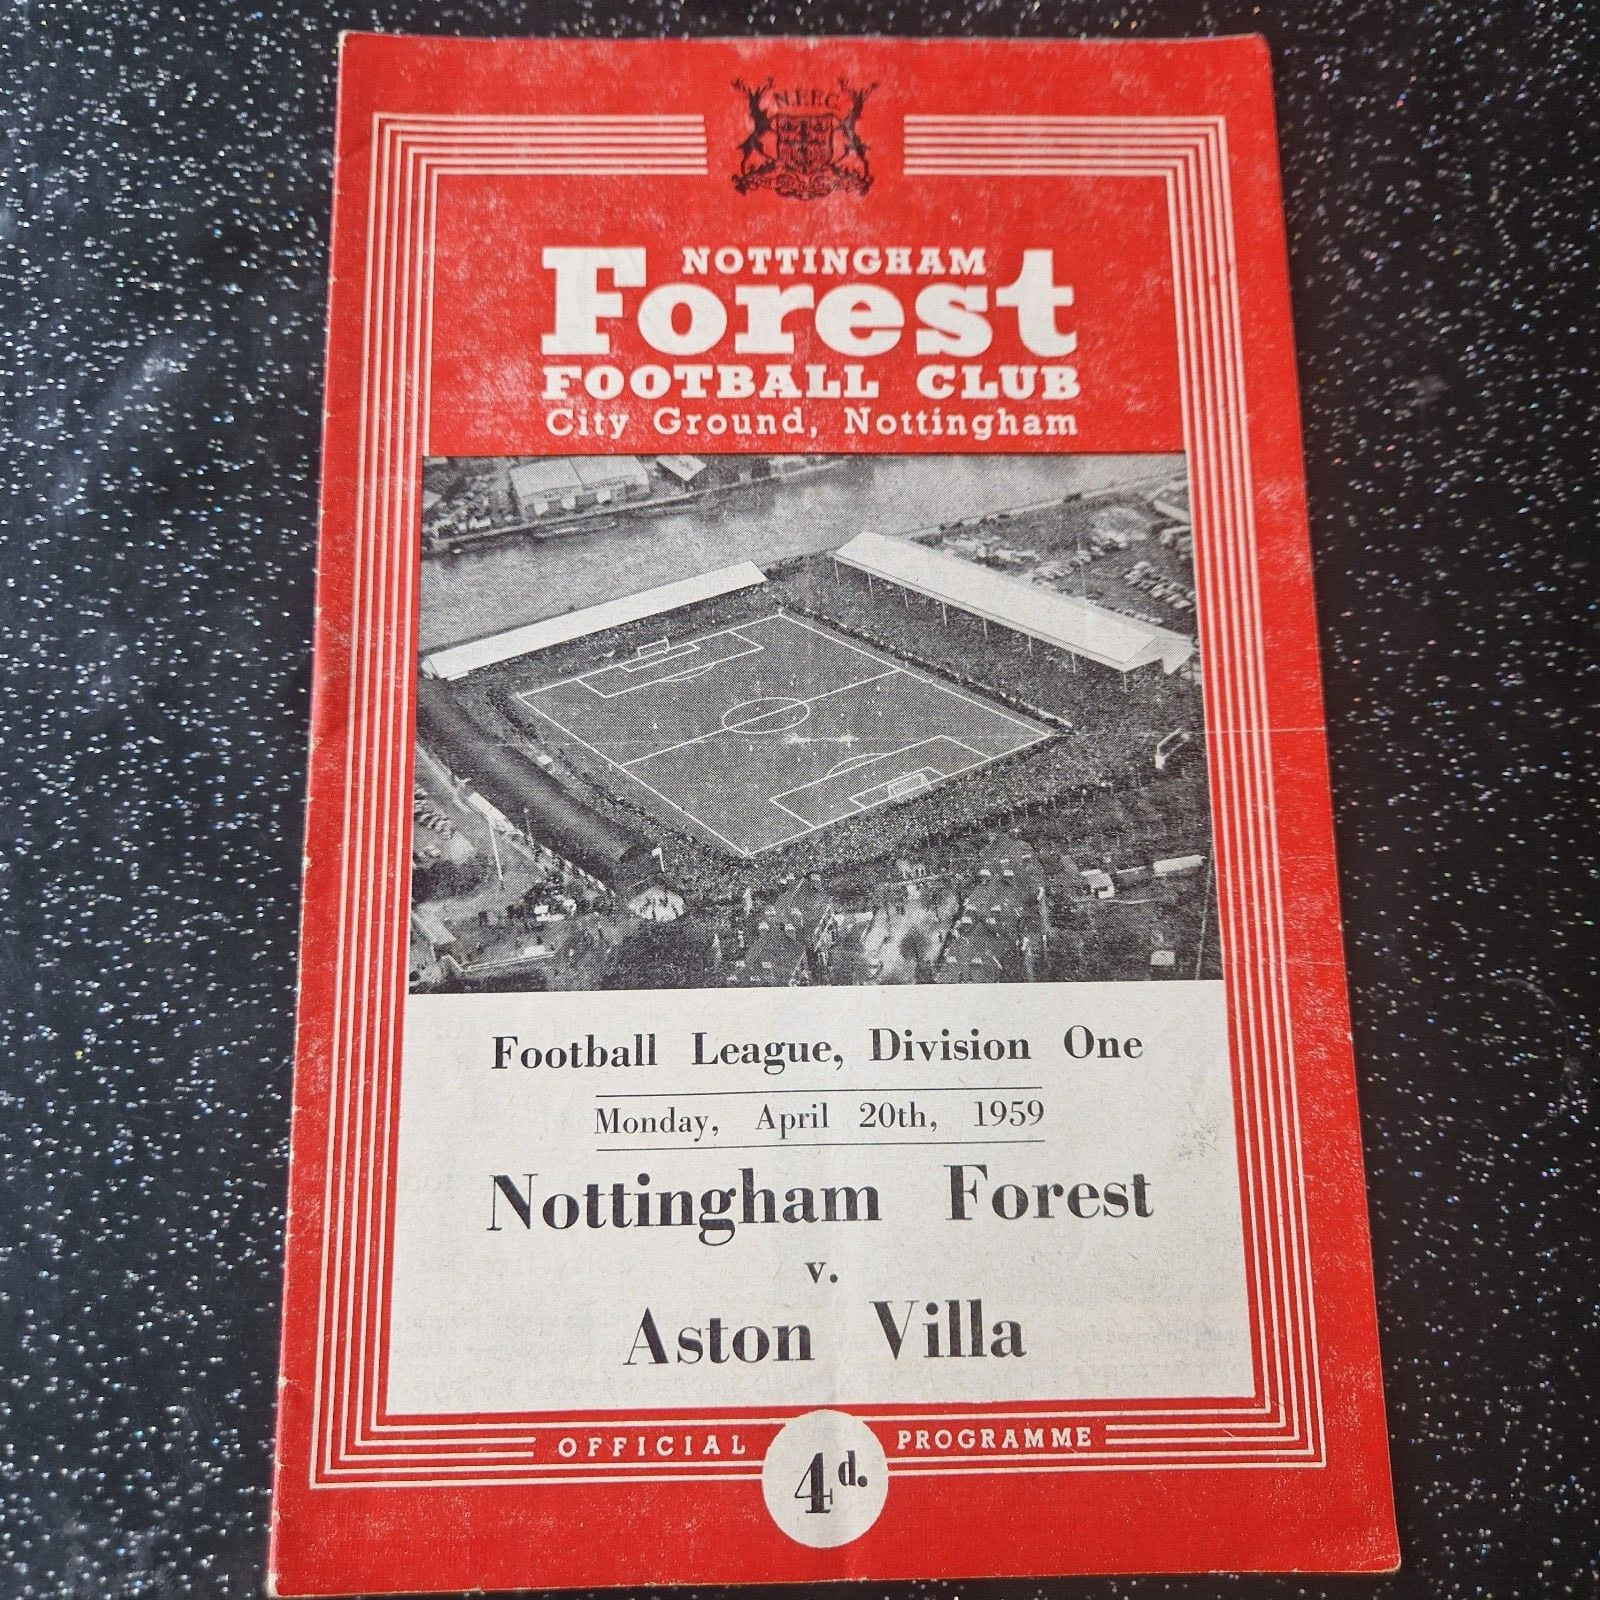 N.F.F.C.
NOTTINGHAM
Forest
FOOTBALL CLUB
City Ground, Nottingham
Football League, Division One
Monday, April 20th, 1959
Nottingham Forest
v.
Aston Villa
OFFICIAL PROGRAMME
4d.